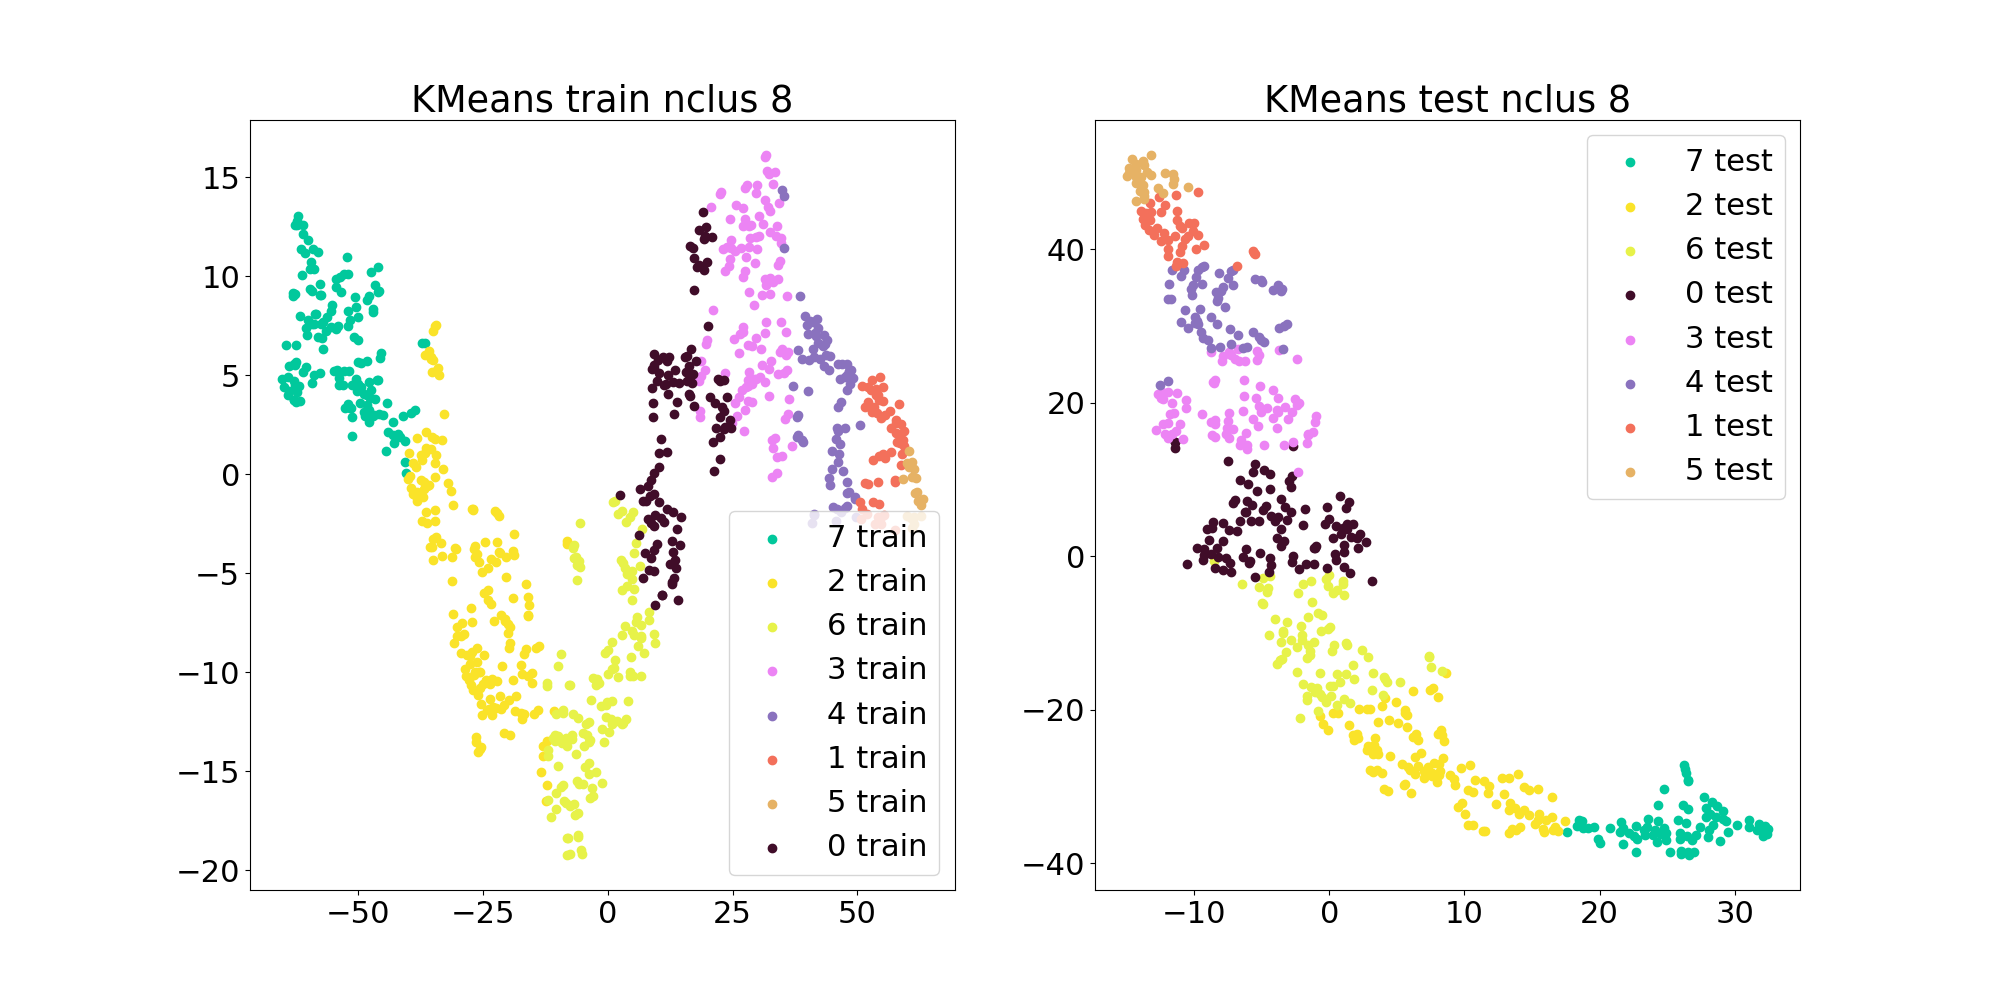 KMeans train nclus 8
15
10
5
0
−5
−10
−15
−20
−50
−25
0
25
50
7 train
2 train
6 train
3 train
4 train
1 train
5 train
0 train
KMeans test nclus 8
40
20
0
−20
−40
−10
0
10
20
30
7 test
2 test
6 test
0 test
3 test
4 test
1 test
5 test